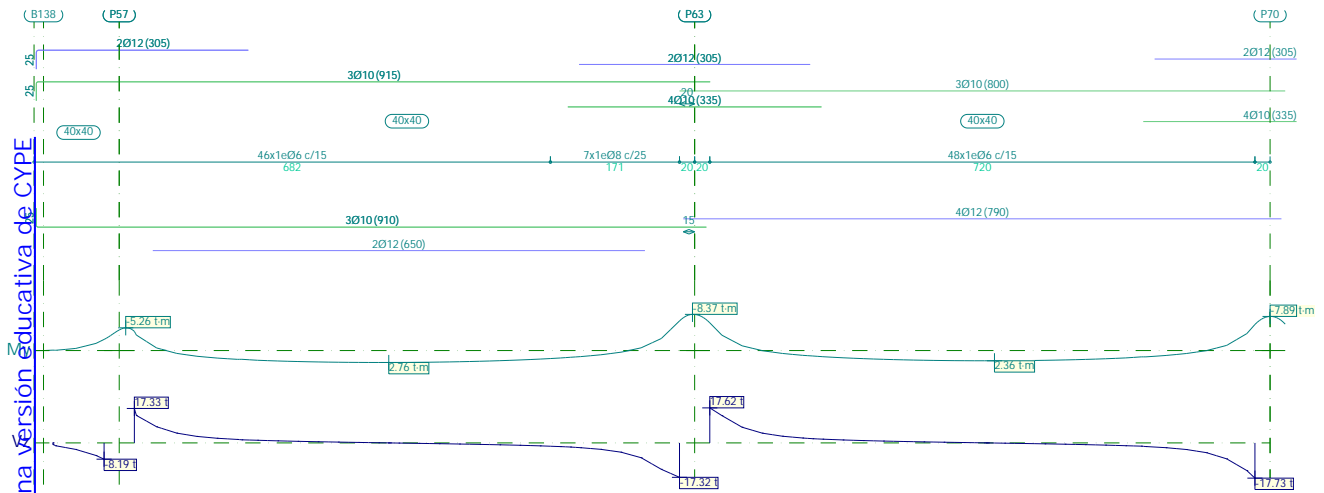 B138 P57 P63 P70
2Ø12(305)
2Ø12(305)
2Ø12(305)
25
3Ø10(915)
3Ø10(800)
25
20
4Ø10(335)
4Ø10(335)
40x40
40x40
40x40
46x1eØ6 c/15 7x1eØ8 c/25 48x1eØ6 c/15
682 171 20 20 720 20
4Ø12(790)
3Ø10(910)
15
2Ø12(650)
-5.26 t·m
-8.37 t·m
-7.89 t·m
M
2.76 t·m
2.36 t·m
17.33 t
17.62 t
-8.19 t
-17.32 t
-17.73 t
na versión educativa de CYPE